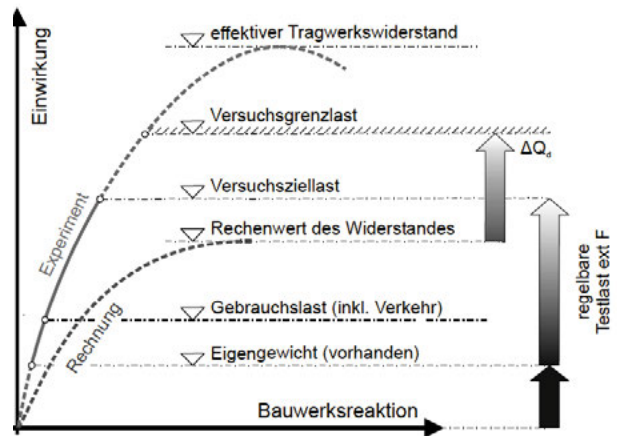 Einwirkung
effektiver Tragwerkswiderstand
Versuchsgrenzlast
ΔQd
Versuchsziellast
Experiment
Rechenwert des Widerstandes
regelbare
Testlast ext F
Gebrauchslast (inkl. Verkehr)
Rechnung
Eigengewicht (vorhanden)
Bauwerksreaktion